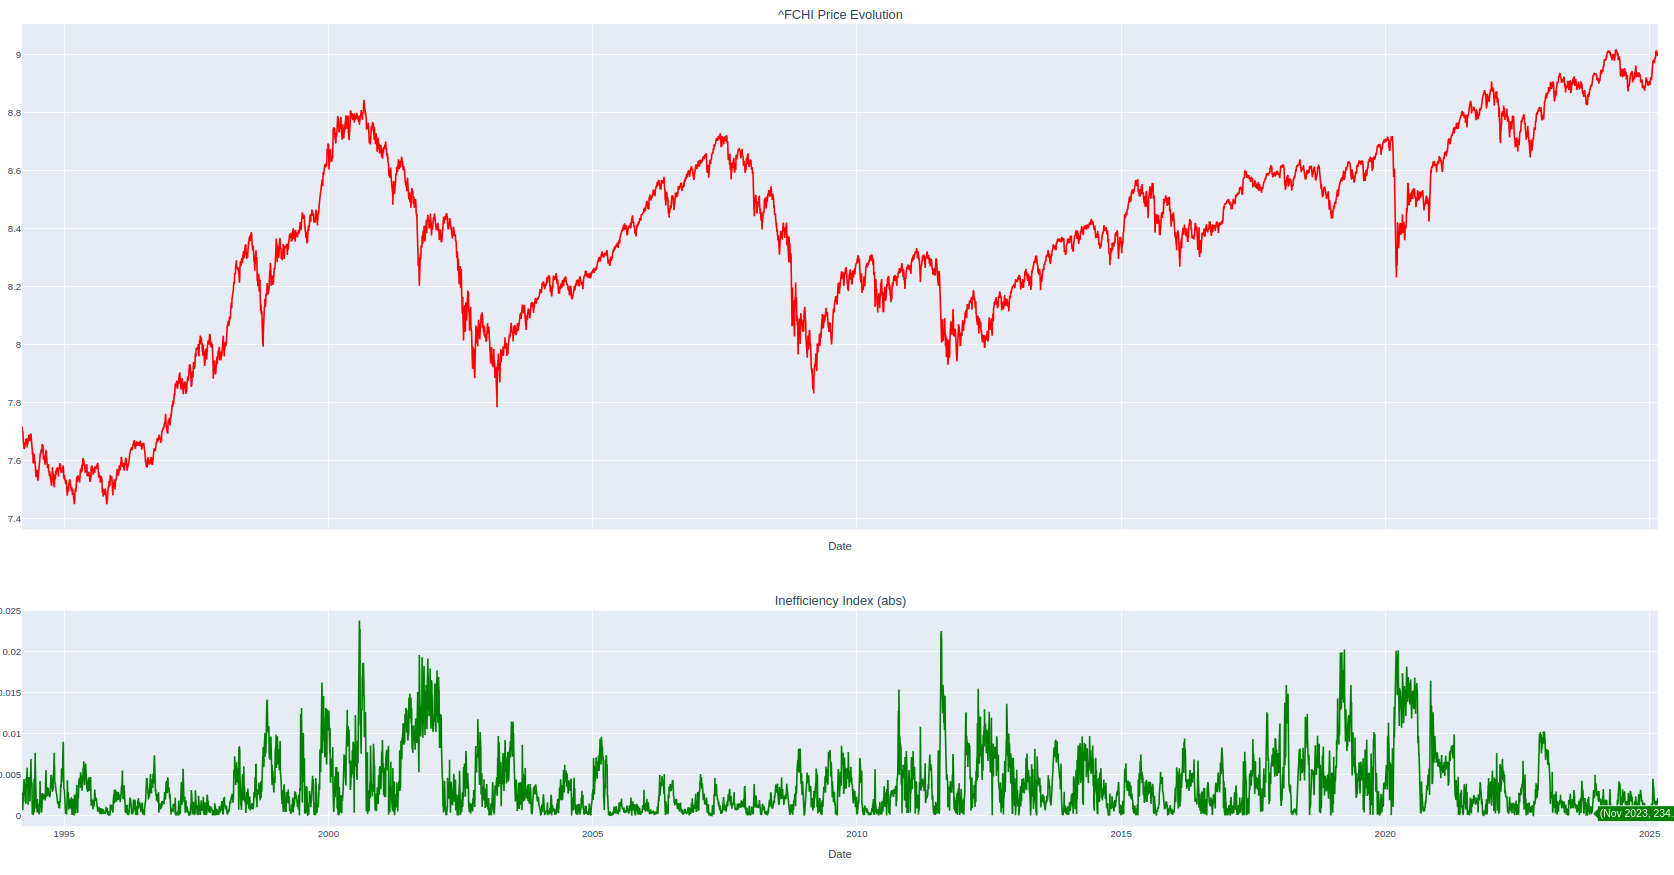 ^FCHI Price Evolution
9
8.8
8.6
8.4
8.2
8
7.8
7.6
7.4
Date
Inefficiency Index (abs)
0.025
0.02
0.015
0.01
0.005
0
(Nov 2023, 234.
1995 2000 2005 2010 2015 2020 2025
Date